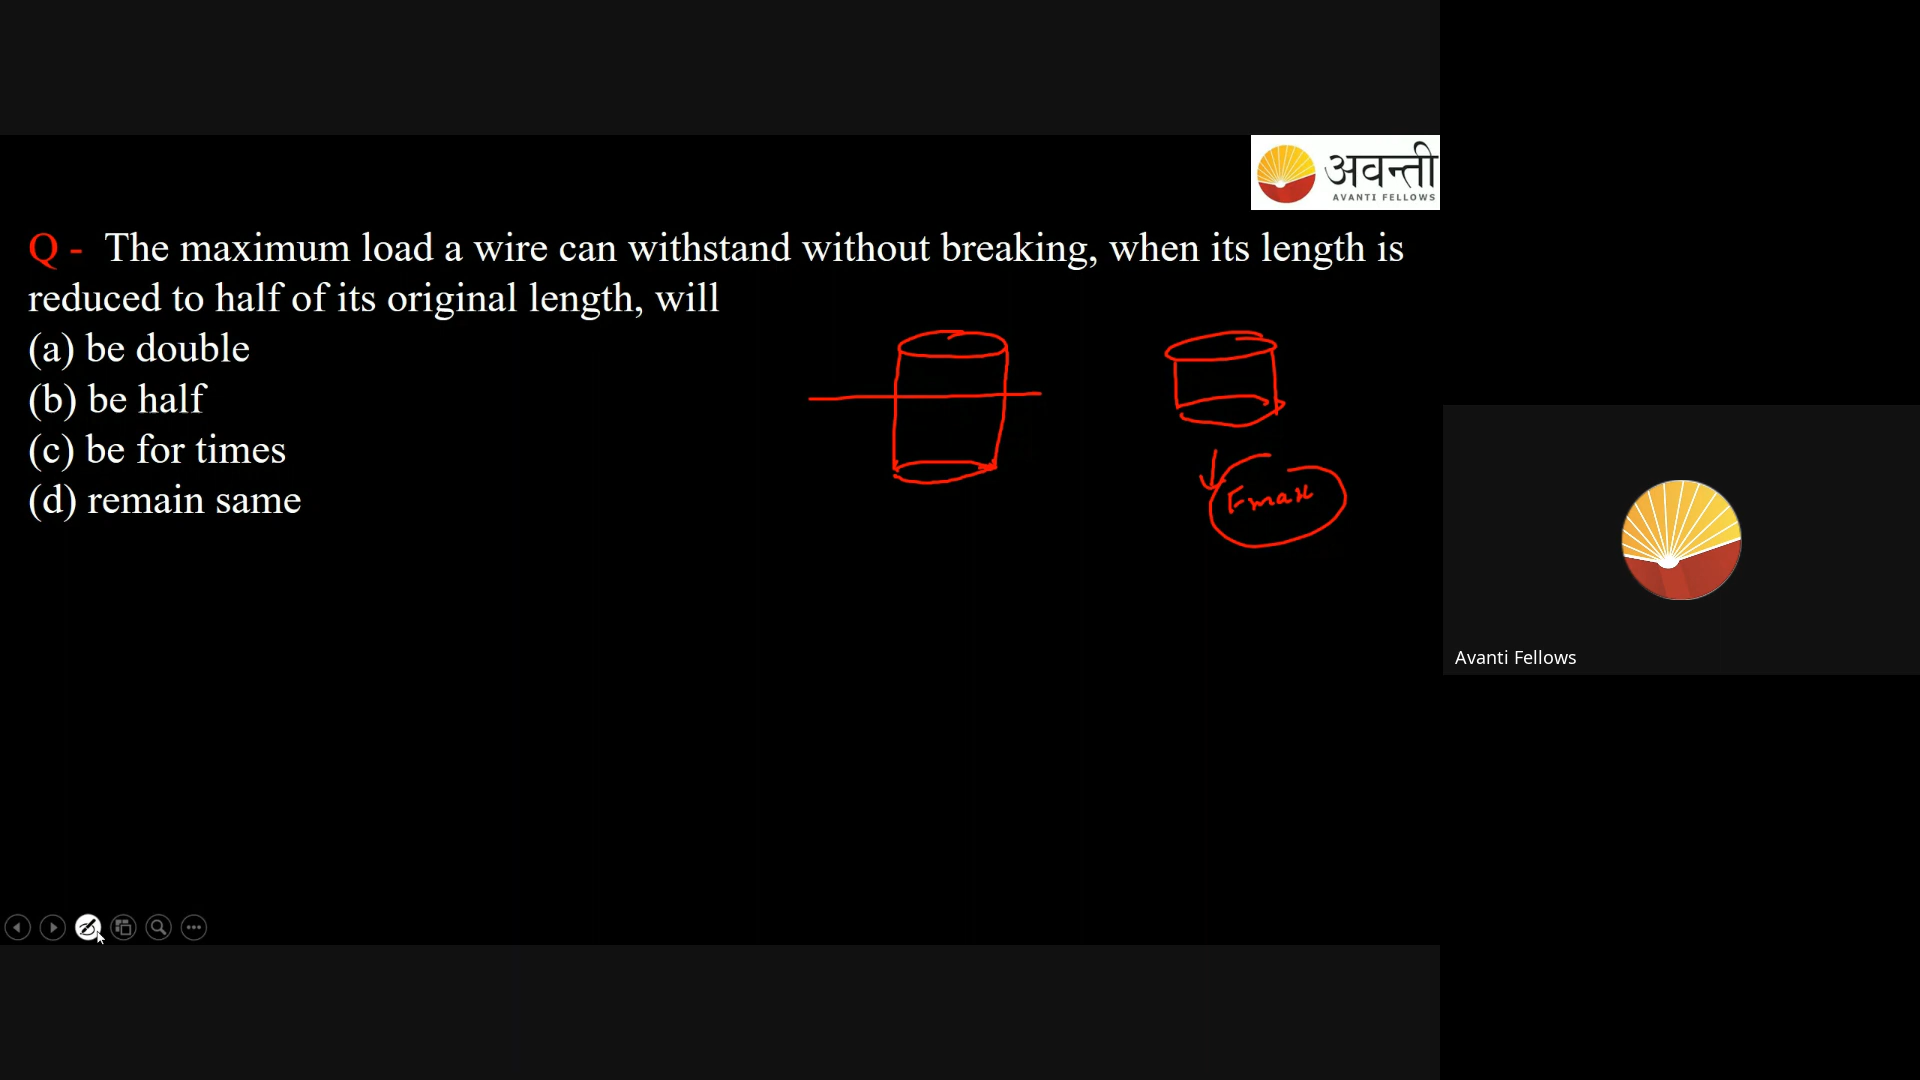 अवन्ती
AVANTI FELLOWS
Q - The maximum load a wire can withstand without breaking, when its length is
reduced to half of its original length, will
(a) be double
(b) be half
(c) be for times
(d) remain same
Fmax
Avanti Fellows